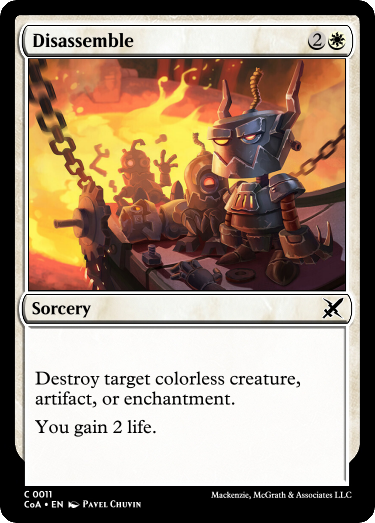 Disassemble 2
Sorcery
Destroy target colorless creature,
artifact, or enchantment.
You gain 2 life.
C 0011
CoA • EN Pavel Chuvin
Mackenzie, McGrath & Associates LLC